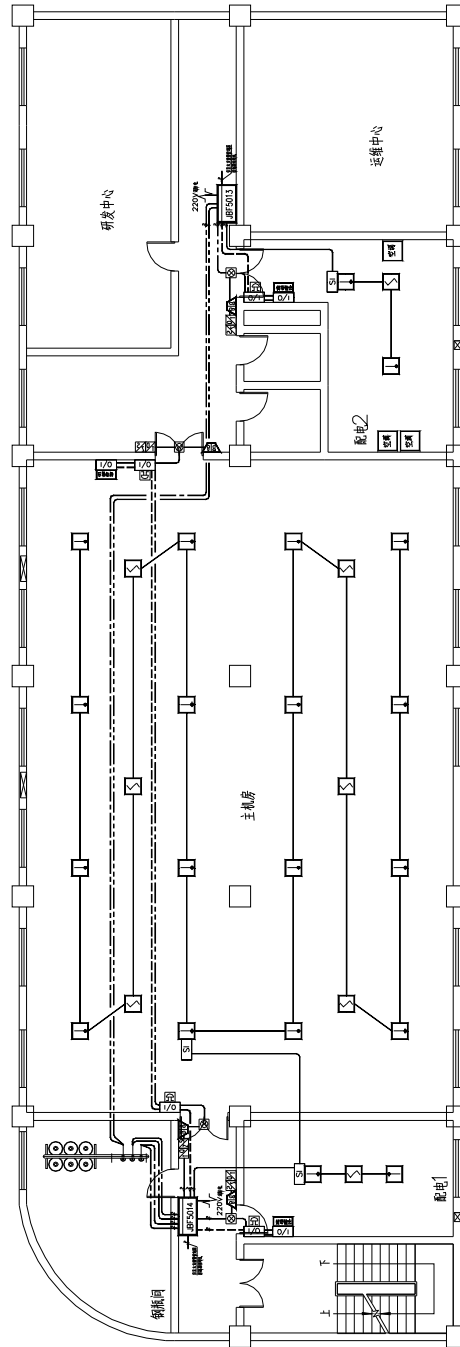 研发中心
运维中心
220V
JBF5013
I/O
I/O
SI
空调
配电2
空调
空调
I/O
I/O
主机房
SI
I/O
SI
JBF5014
220V
I/O
I/O
配电1
钢瓶间
上
下